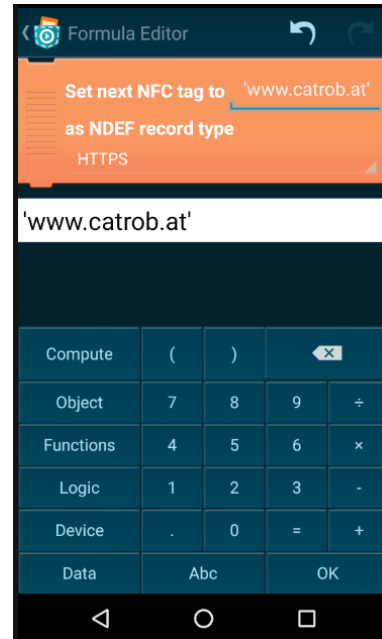 Formula Editor
Set next NFC tag to 'www.catrob.at'
as NDEF record type
HTTPS
'www.catrob.at'
Compute ( )
Object 7 8 9 ÷
Functions 4 5 6 ×
Logic 1 2 3 -
Device . 0 = +
Data Abc OK